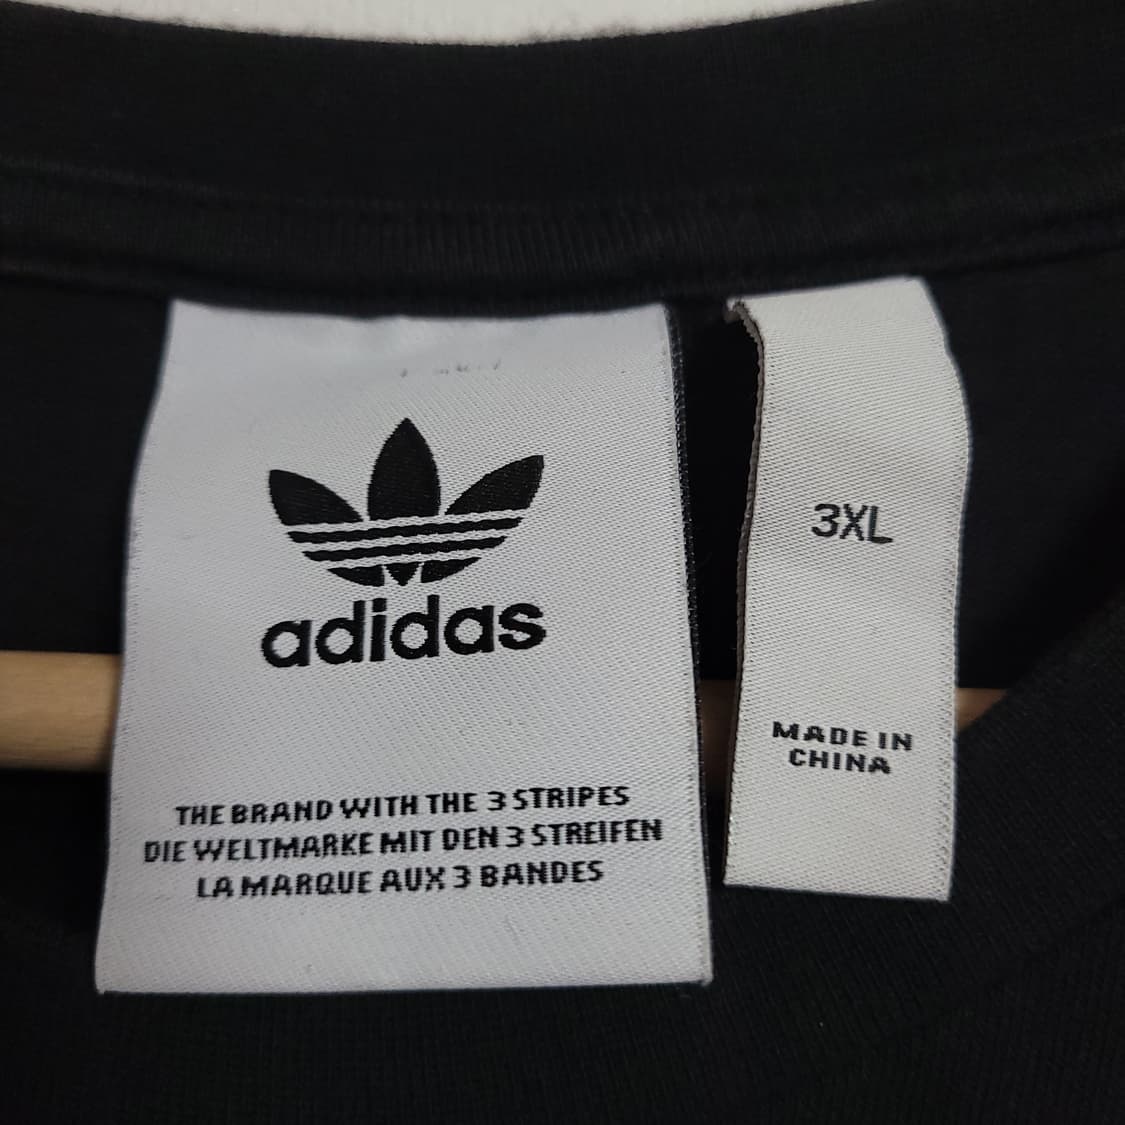 adidas
THE BRAND WITH THE 3 STRIPES
DIE WELTMARKE MIT DEN 3 STREIFEN
LA MARQUE AUX 3 BANDES
3XL
MADE IN
CHINA